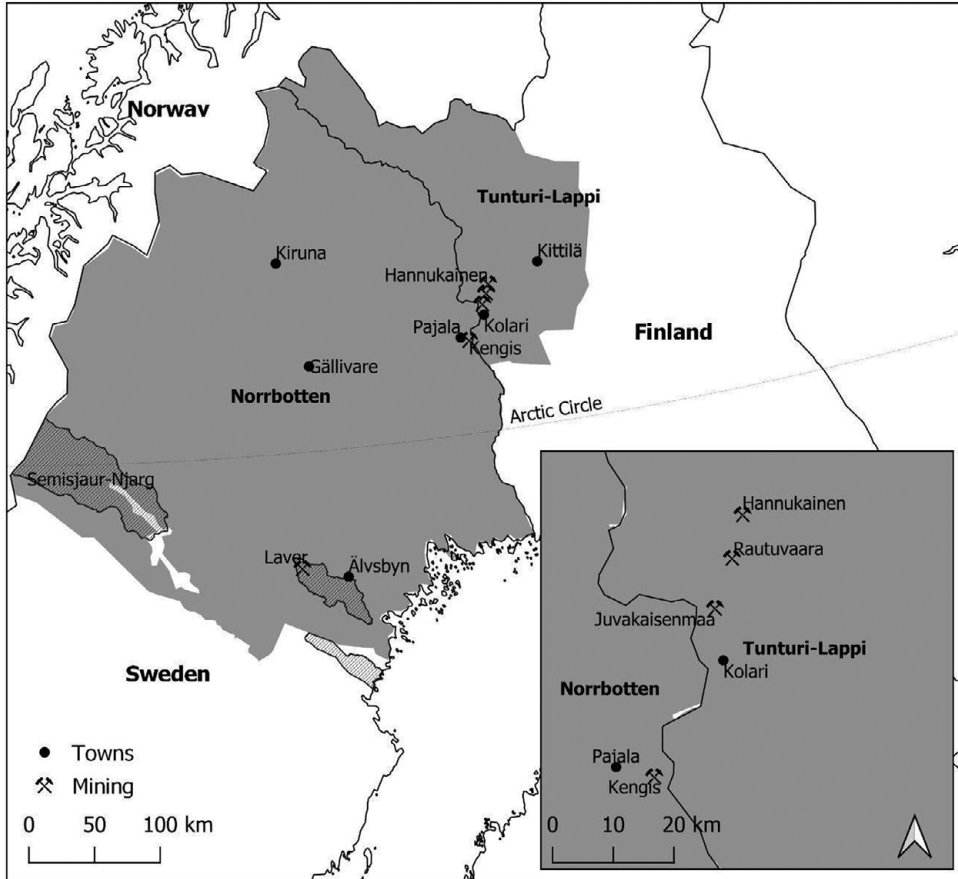 Norwav
Tunturi-Lappi
Kiruna
Kittilä
Hannukainen
Kolari
Pajala
Kengis
Finland
Gällivare
Norrbotten
Arctic Circle
Semisjaur-Njarg
Laver
Älvsbyn
Sweden
Towns
Mining
0 50 100 km
Hannukainen
Rautuvaara
Juvakaisenmaa
Tunturi-Lappi
Kolari
Norrbotten
Pajala
Kengis
0 10 20 km